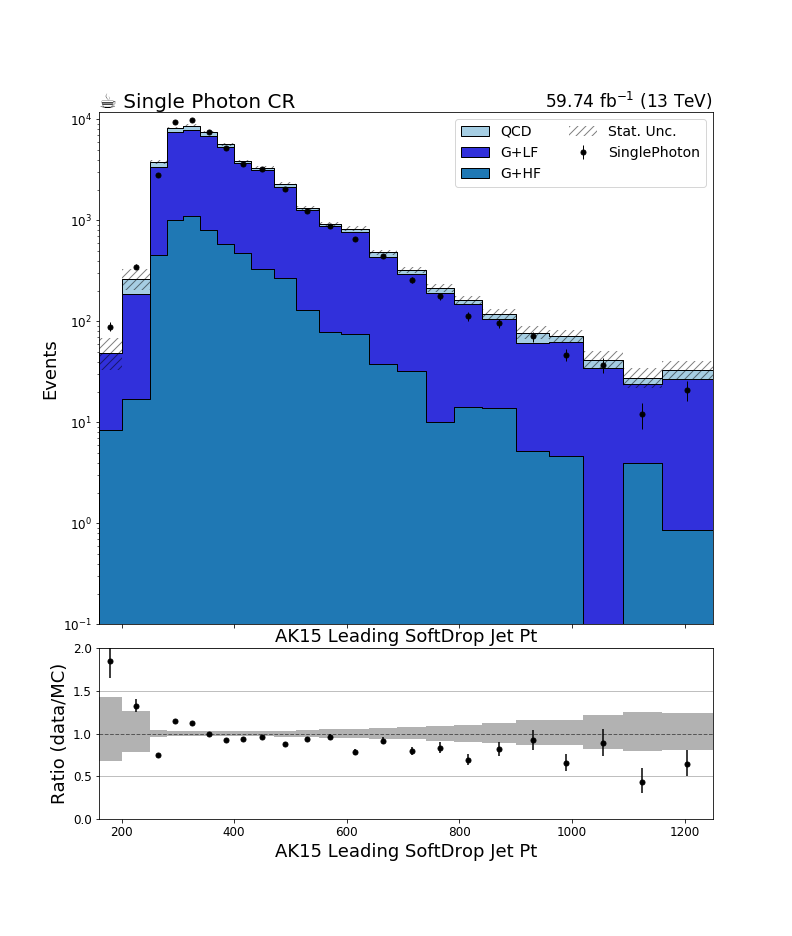 ☕ Single Photon CR 59.74 fb⁻¹ (13 TeV)
QCD Stat. Unc.
G+LF SinglePhoton
G+HF
Events
10⁴
10³
10²
10¹
10⁰
10⁻¹
AK15 Leading SoftDrop Jet Pt
Ratio (data/MC)
2.0
1.5
1.0
0.5
0.0
200 400 600 800 1000 1200
AK15 Leading SoftDrop Jet Pt